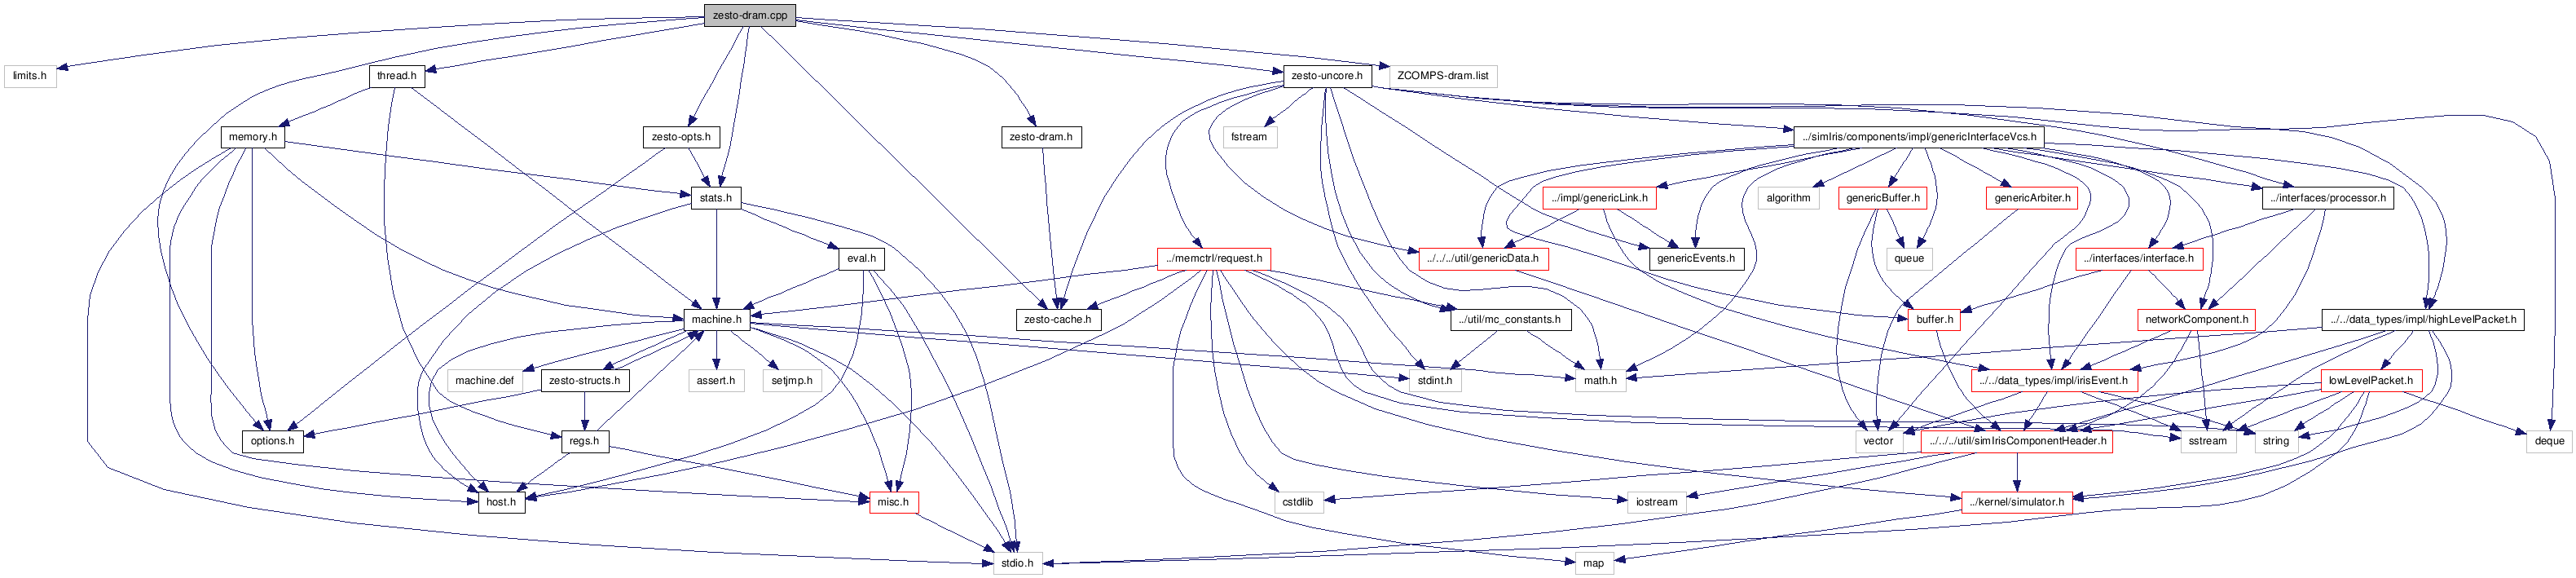 zesto-dram.cpp
limits.h
thread.h
zesto-uncore.h
ZCOMPS-dram.list
memory.h
zesto-opts.h
zesto-dram.h
fstream
../simIris/components/impl/genericInterfaceVcs.h
stats.h
../impl/genericLink.h
algorithm
genericBuffer.h
genericArbiter.h
../interfaces/processor.h
eval.h
../memctrl/request.h
../../../util/genericData.h
genericEvents.h
queue
../interfaces/interface.h
machine.h
zesto-cache.h
../util/mc_constants.h
buffer.h
networkComponent.h
../../data_types/impl/highLevelPacket.h
machine.def
zesto-structs.h
assert.h
setjmp.h
stdint.h
math.h
../../data_types/impl/irisEvent.h
lowLevelPacket.h
options.h
regs.h
vector
../../../util/simIrisComponentHeader.h
sstream
string
deque
host.h
misc.h
cstdlib
iostream
../kernel/simulator.h
stdio.h
map